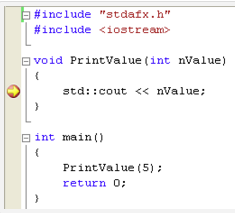 #include "stdafx.h"
#include <iostream>
void PrintValue(int nValue)
{
std::cout << nValue;
}
int main()
{
PrintValue(5);
return 0;
}